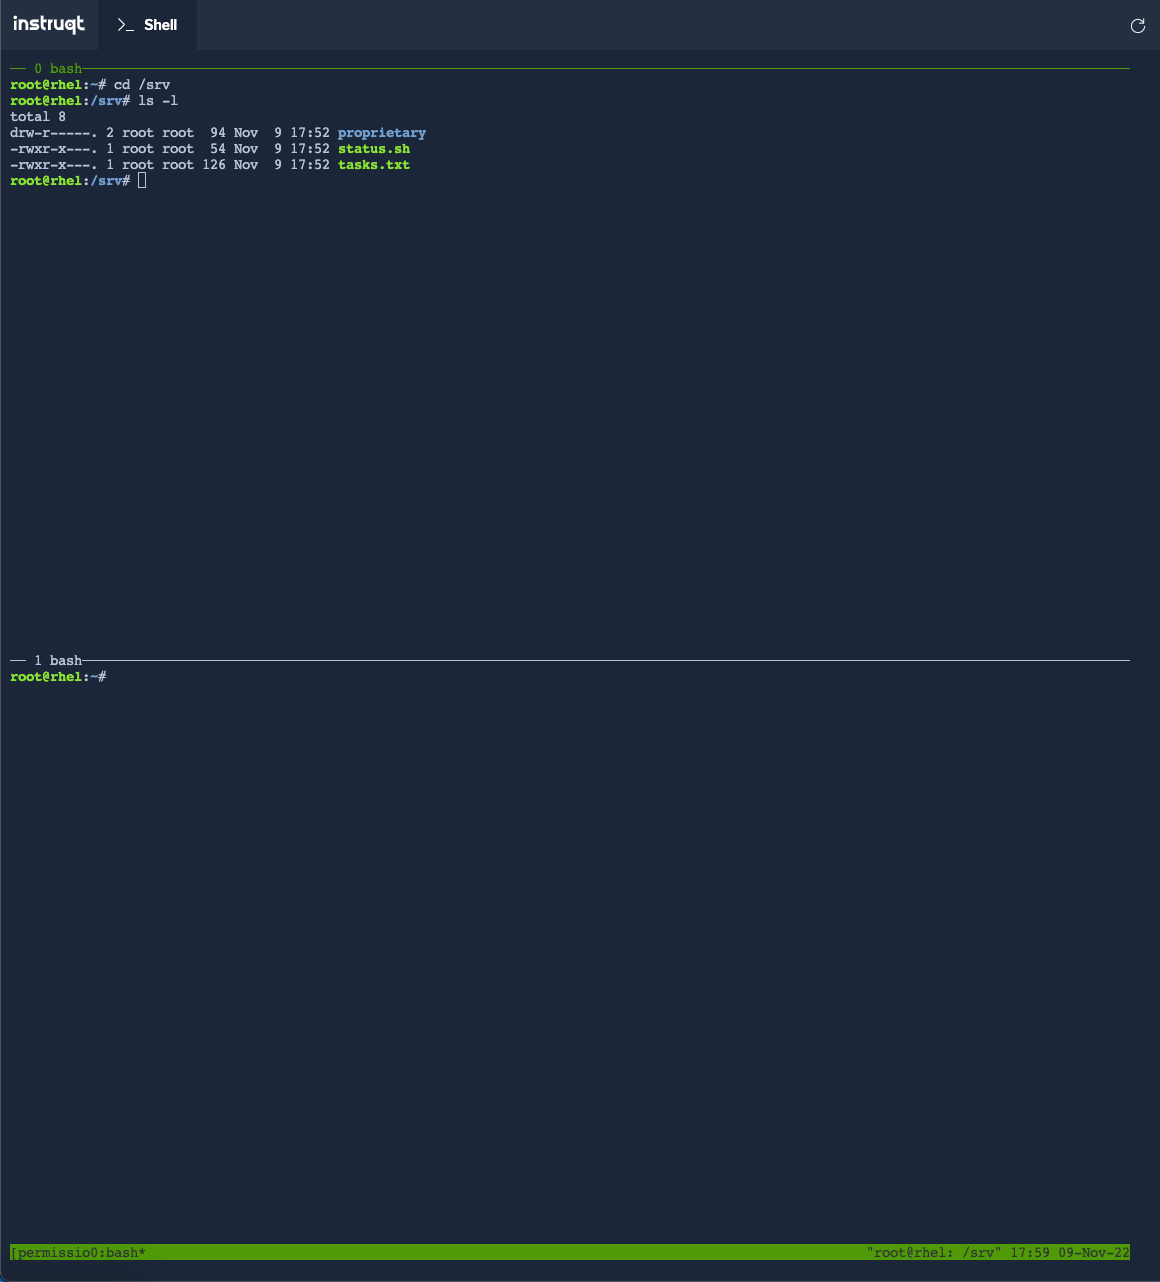 instruqt >_ Shell
0 bash
root@rhel:~# cd /srv
root@rhel:/srv# ls -l
total 8
drw-r-----. 2 root root  94 Nov  9 17:52 proprietary
-rwxr-x---. 1 root root  54 Nov  9 17:52 status.sh
-rwxr-x---. 1 root root 126 Nov  9 17:52 tasks.txt
root@rhel:/srv#
1 bash
root@rhel:~#
[permissio0:bash* "root@rhel: /srv" 17:59 09-Nov-22